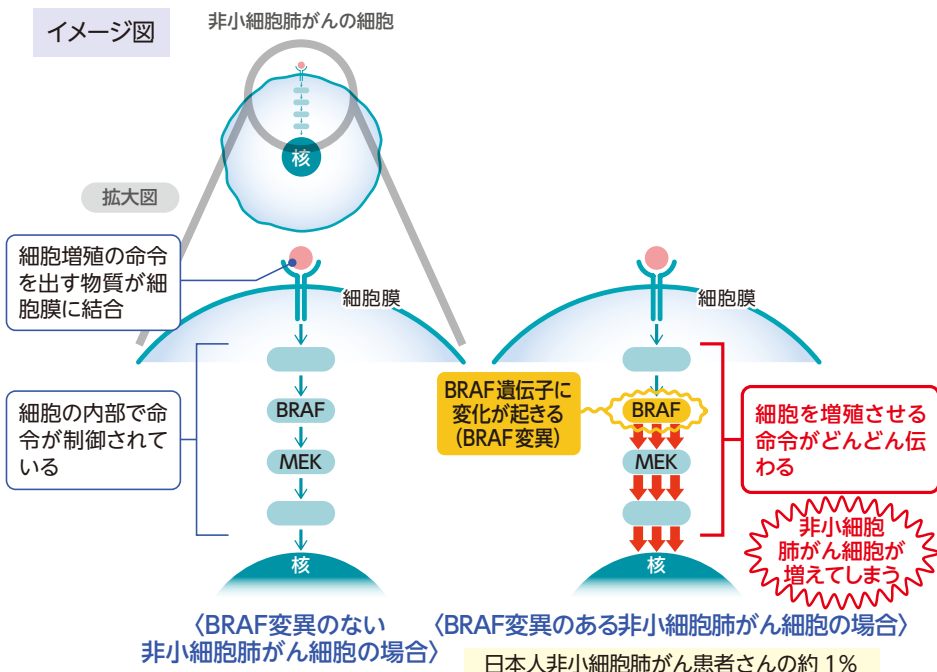 イメージ図
非小細胞肺がんの細胞
核
拡大図
細胞増殖の命令
を出す物質が細
胞膜に結合
細胞膜
細胞の内部で命
令が制御されて
いる
BRAF
MEK
核
〈BRAF変異のない
非小細胞肺がん細胞の場合〉
細胞膜
BRAF遺伝子に
変化が起きる
（BRAF変異）
BRAF
MEK
核
細胞を増殖させる
命令がどんどん伝
わる
非小細胞
肺がん細胞が
増えてしまう
〈BRAF変異のある非小細胞肺がん細胞の場合〉
日本人非小細胞肺がん患者さんの約 1%